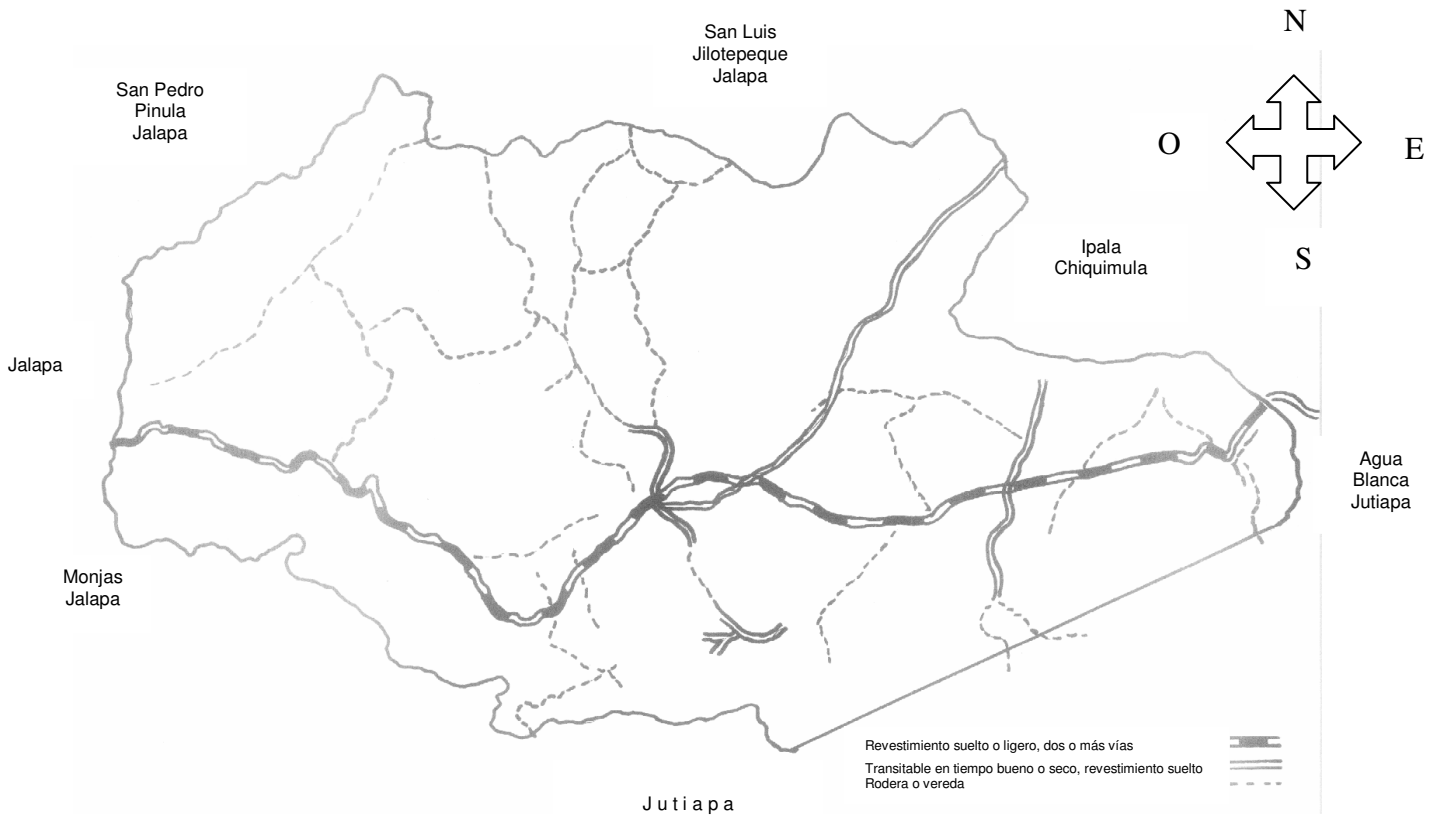 N
San Luis
Jilotepeque
Jalapa
San Pedro
Pinula
Jalapa
O
E
S
Ipala
Chiquimula
Jalapa
Agua
Blanca
Jutiapa
Monjas
Jalapa
Revestimiento suelto o ligero, dos o más vías
Transitable en tiempo bueno o seco, revestimiento suelto
Rodera o vereda
Jutiapa